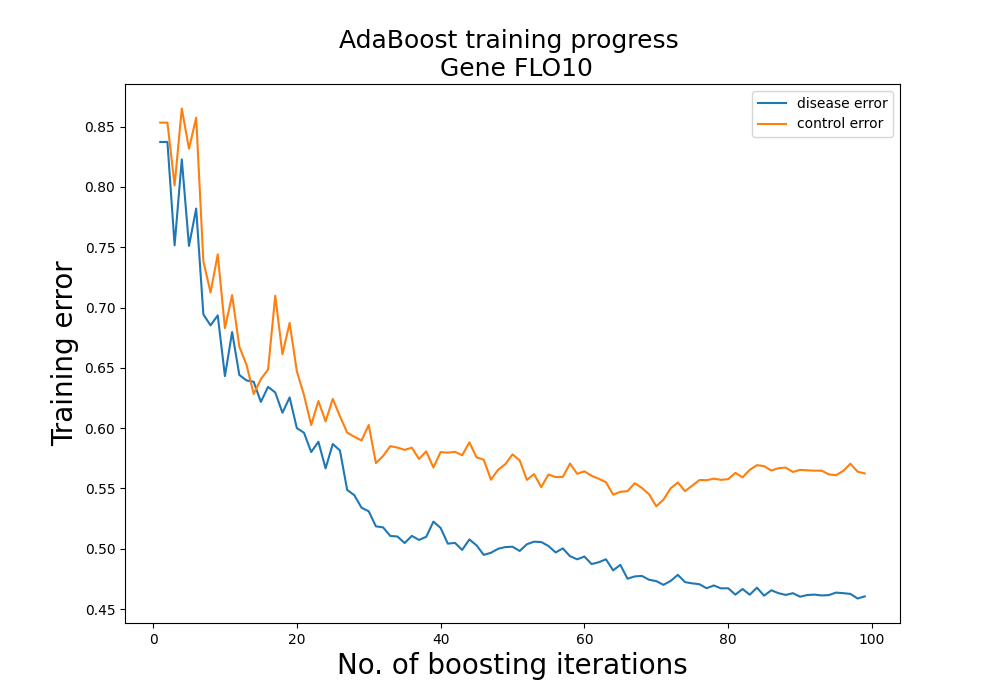 AdaBoost training progress
Gene FLO10
disease error
control error
Training error
0.85
0.80
0.75
0.70
0.65
0.60
0.55
0.50
0.45
0 20 40 60 80 100
No. of boosting iterations